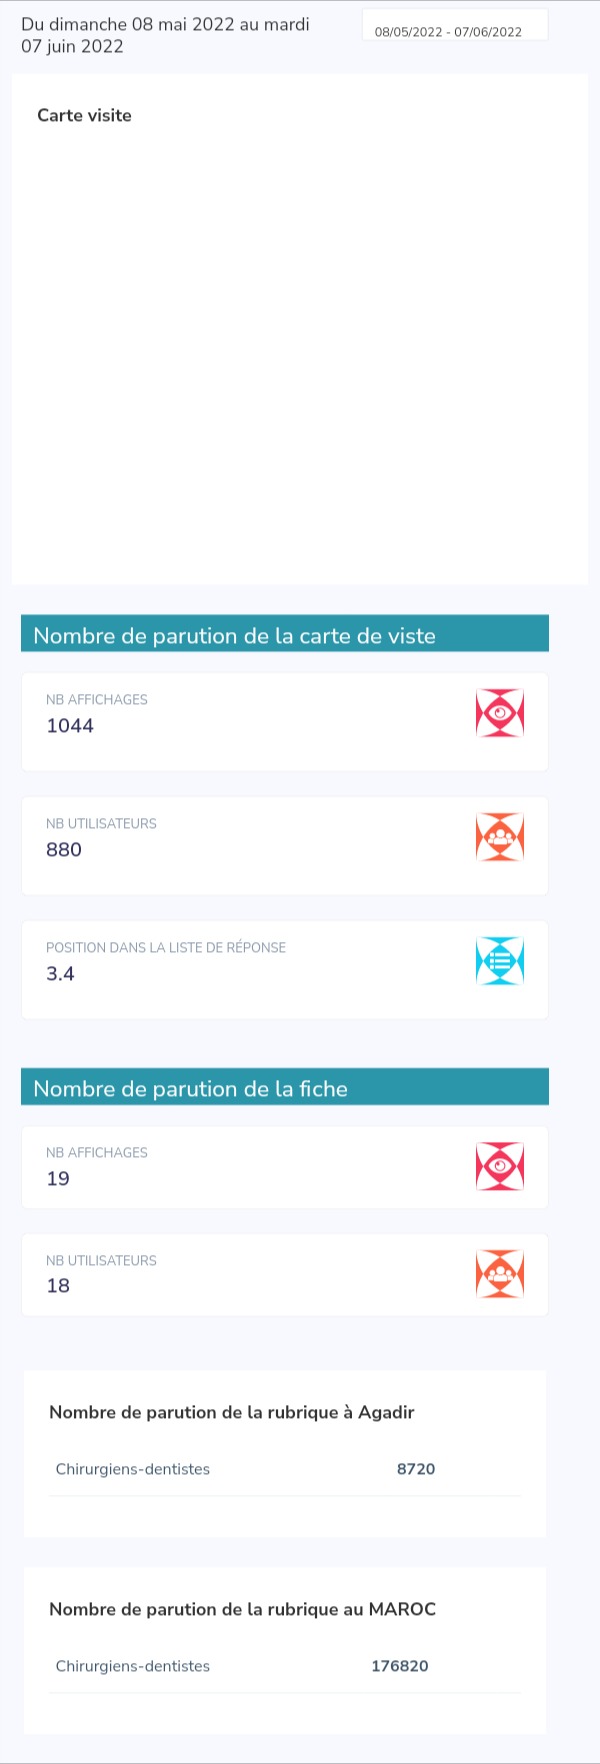 Du dimanche 08 mai 2022 au mardi
07 juin 2022
08/05/2022 - 07/06/2022
Carte visite
Nombre de parution de la carte de viste
NB AFFICHAGES
1044
NB UTILISATEURS
880
POSITION DANS LA LISTE DE RÉPONSE
3.4
Nombre de parution de la fiche
NB AFFICHAGES
19
NB UTILISATEURS
18
Nombre de parution de la rubrique à Agadir
Chirurgiens-dentistes 8720
Nombre de parution de la rubrique au MAROC
Chirurgiens-dentistes 176820